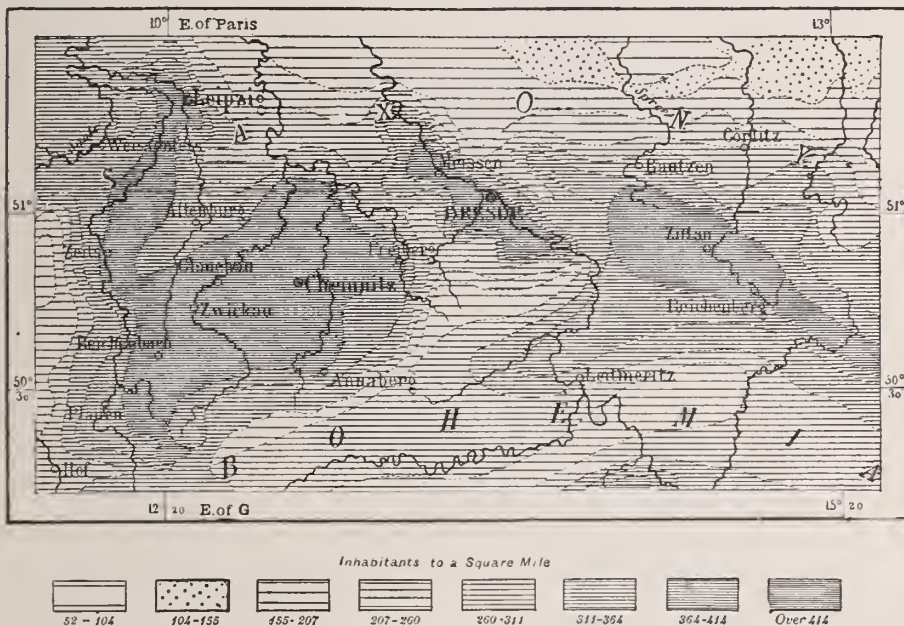 10° E. of Paris 13°
Leipzig
A X O N Y
Spree
Görlitz
Meissen
Bautzen
51° 51°
Altenburg DRESDEN
Zeitz Zittau
Freiberg
Glauchau
Chemnitz
Zwickau Reichenberg
Reichenbach
50° 50°
30' 30'
Annaberg Leitmeritz
Plauen
B O H E M I A
Hof
12° 20 E. of G 15° 20
Inhabitants to a Square Mile
52 - 104 104-155 155-207 207-260 260-311 311-364 364-414 Over 414